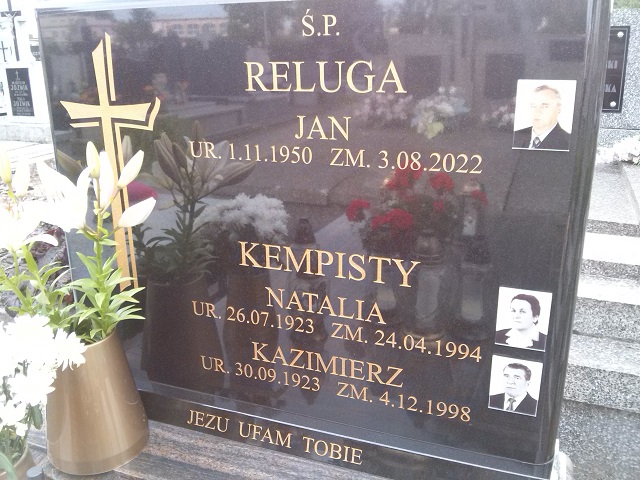 Ś.P.
RELUGA
JAN
UR. 1.11.1950 ZM. 3.08.2022
KEMPISTY
NATALIA
UR. 26.07.1923 ZM. 24.04.1994
KAZIMIERZ
UR. 30.09.1923 ZM. 4.12.1998
JEZU UFAM TOBIE